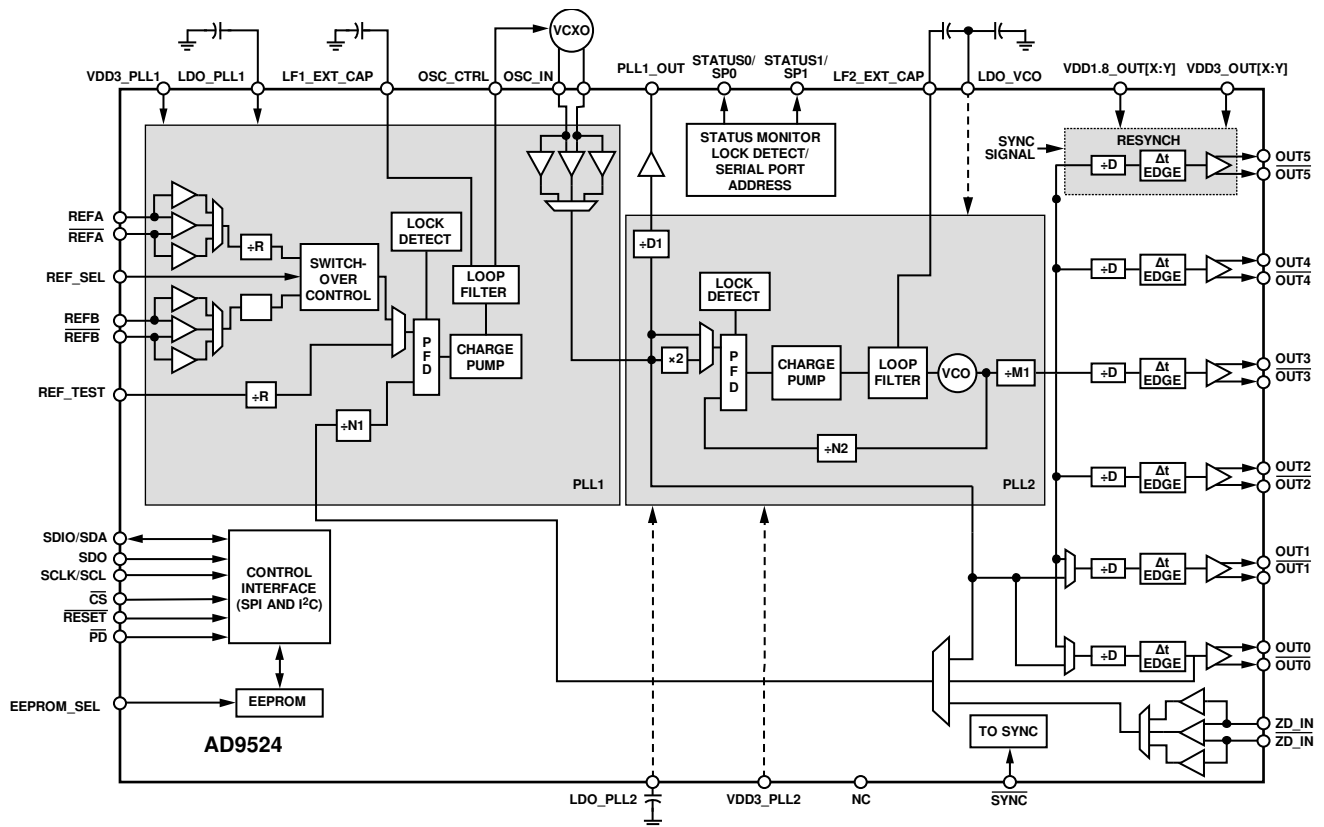 VCXO
VDD3_PLL1
LDO_PLL1
LF1_EXT_CAP
OSC_CTRL
OSC_IN
PLL1_OUT
STATUS0/
SP0
STATUS1/
SP1
LF2_EXT_CAP
LDO_VCO
VDD1.8_OUT[X:Y]
VDD3_OUT[X:Y]
STATUS MONITOR
LOCK DETECT/
SERIAL PORT
ADDRESS
SYNC
SIGNAL
RESYNCH
÷D
Δt
EDGE
OUT5
OUT5
REFA
REFA
÷R
LOCK
DETECT
SWITCH-
OVER
CONTROL
LOOP
FILTER
REF_SEL
REFB
REFB
PFD
CHARGE
PUMP
REF_TEST
÷R
÷N1
PLL1
÷D1
LOCK
DETECT
×2
PFD
CHARGE
PUMP
LOOP
FILTER
VCO
÷M1
÷N2
PLL2
÷D
Δt
EDGE
OUT4
OUT4
÷D
Δt
EDGE
OUT3
OUT3
÷D
Δt
EDGE
OUT2
OUT2
÷D
Δt
EDGE
OUT1
OUT1
÷D
Δt
EDGE
OUT0
OUT0
SDIO/SDA
SDO
SCLK/SCL
CS
RESET
PD
CONTROL
INTERFACE
(SPI AND I²C)
EEPROM_SEL
EEPROM
AD9524
TO SYNC
ZD_IN
ZD_IN
LDO_PLL2
VDD3_PLL2
NC
SYNC